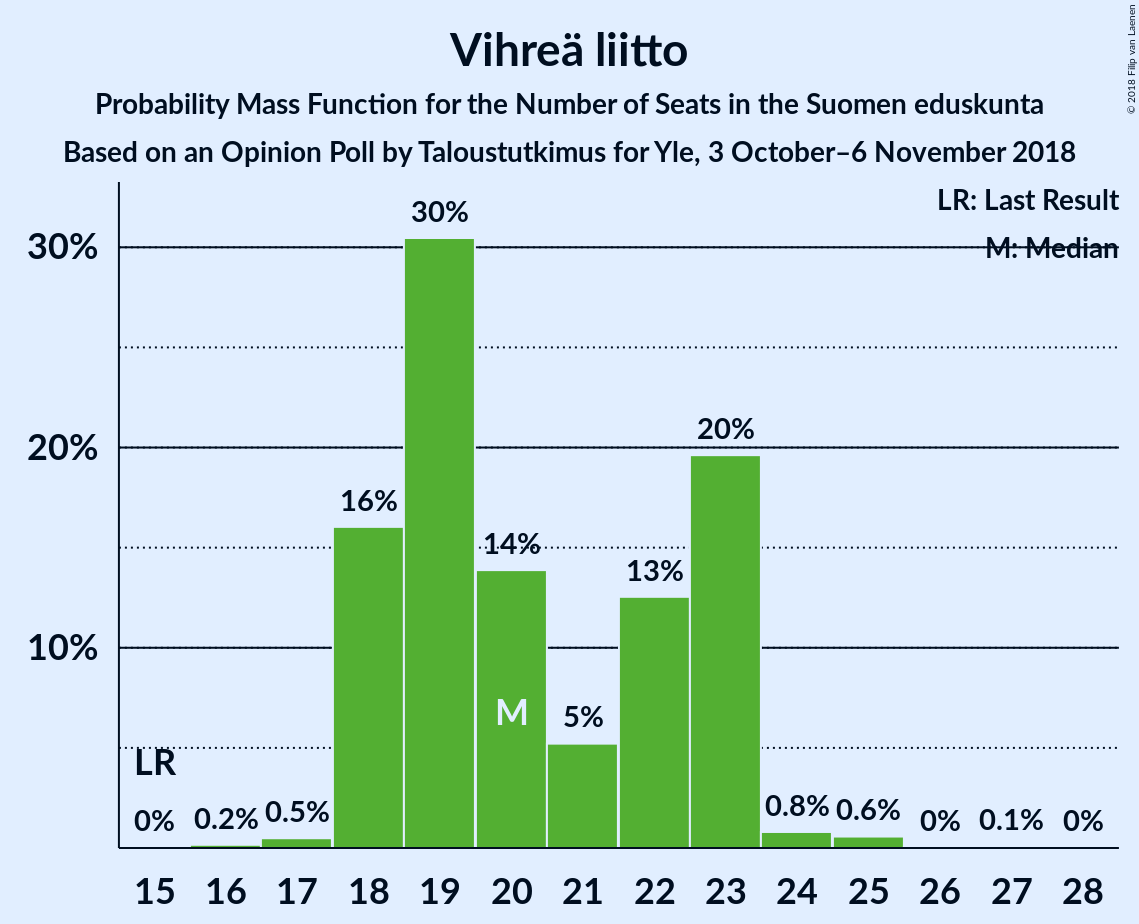 Vihreä liitto
Probability Mass Function for the Number of Seats in the Suomen eduskunta
Based on an Opinion Poll by Taloustutkimus for Yle, 3 October–6 November 2018
© 2018 Filip van Laenen
LR: Last Result
M: Median
30%
20%
10%
LR
0%
0.2%
0.5%
16%
30%
14%
M
5%
13%
20%
0.8%
0.6%
0%
0.1%
0%
15 16 17 18 19 20 21 22 23 24 25 26 27 28